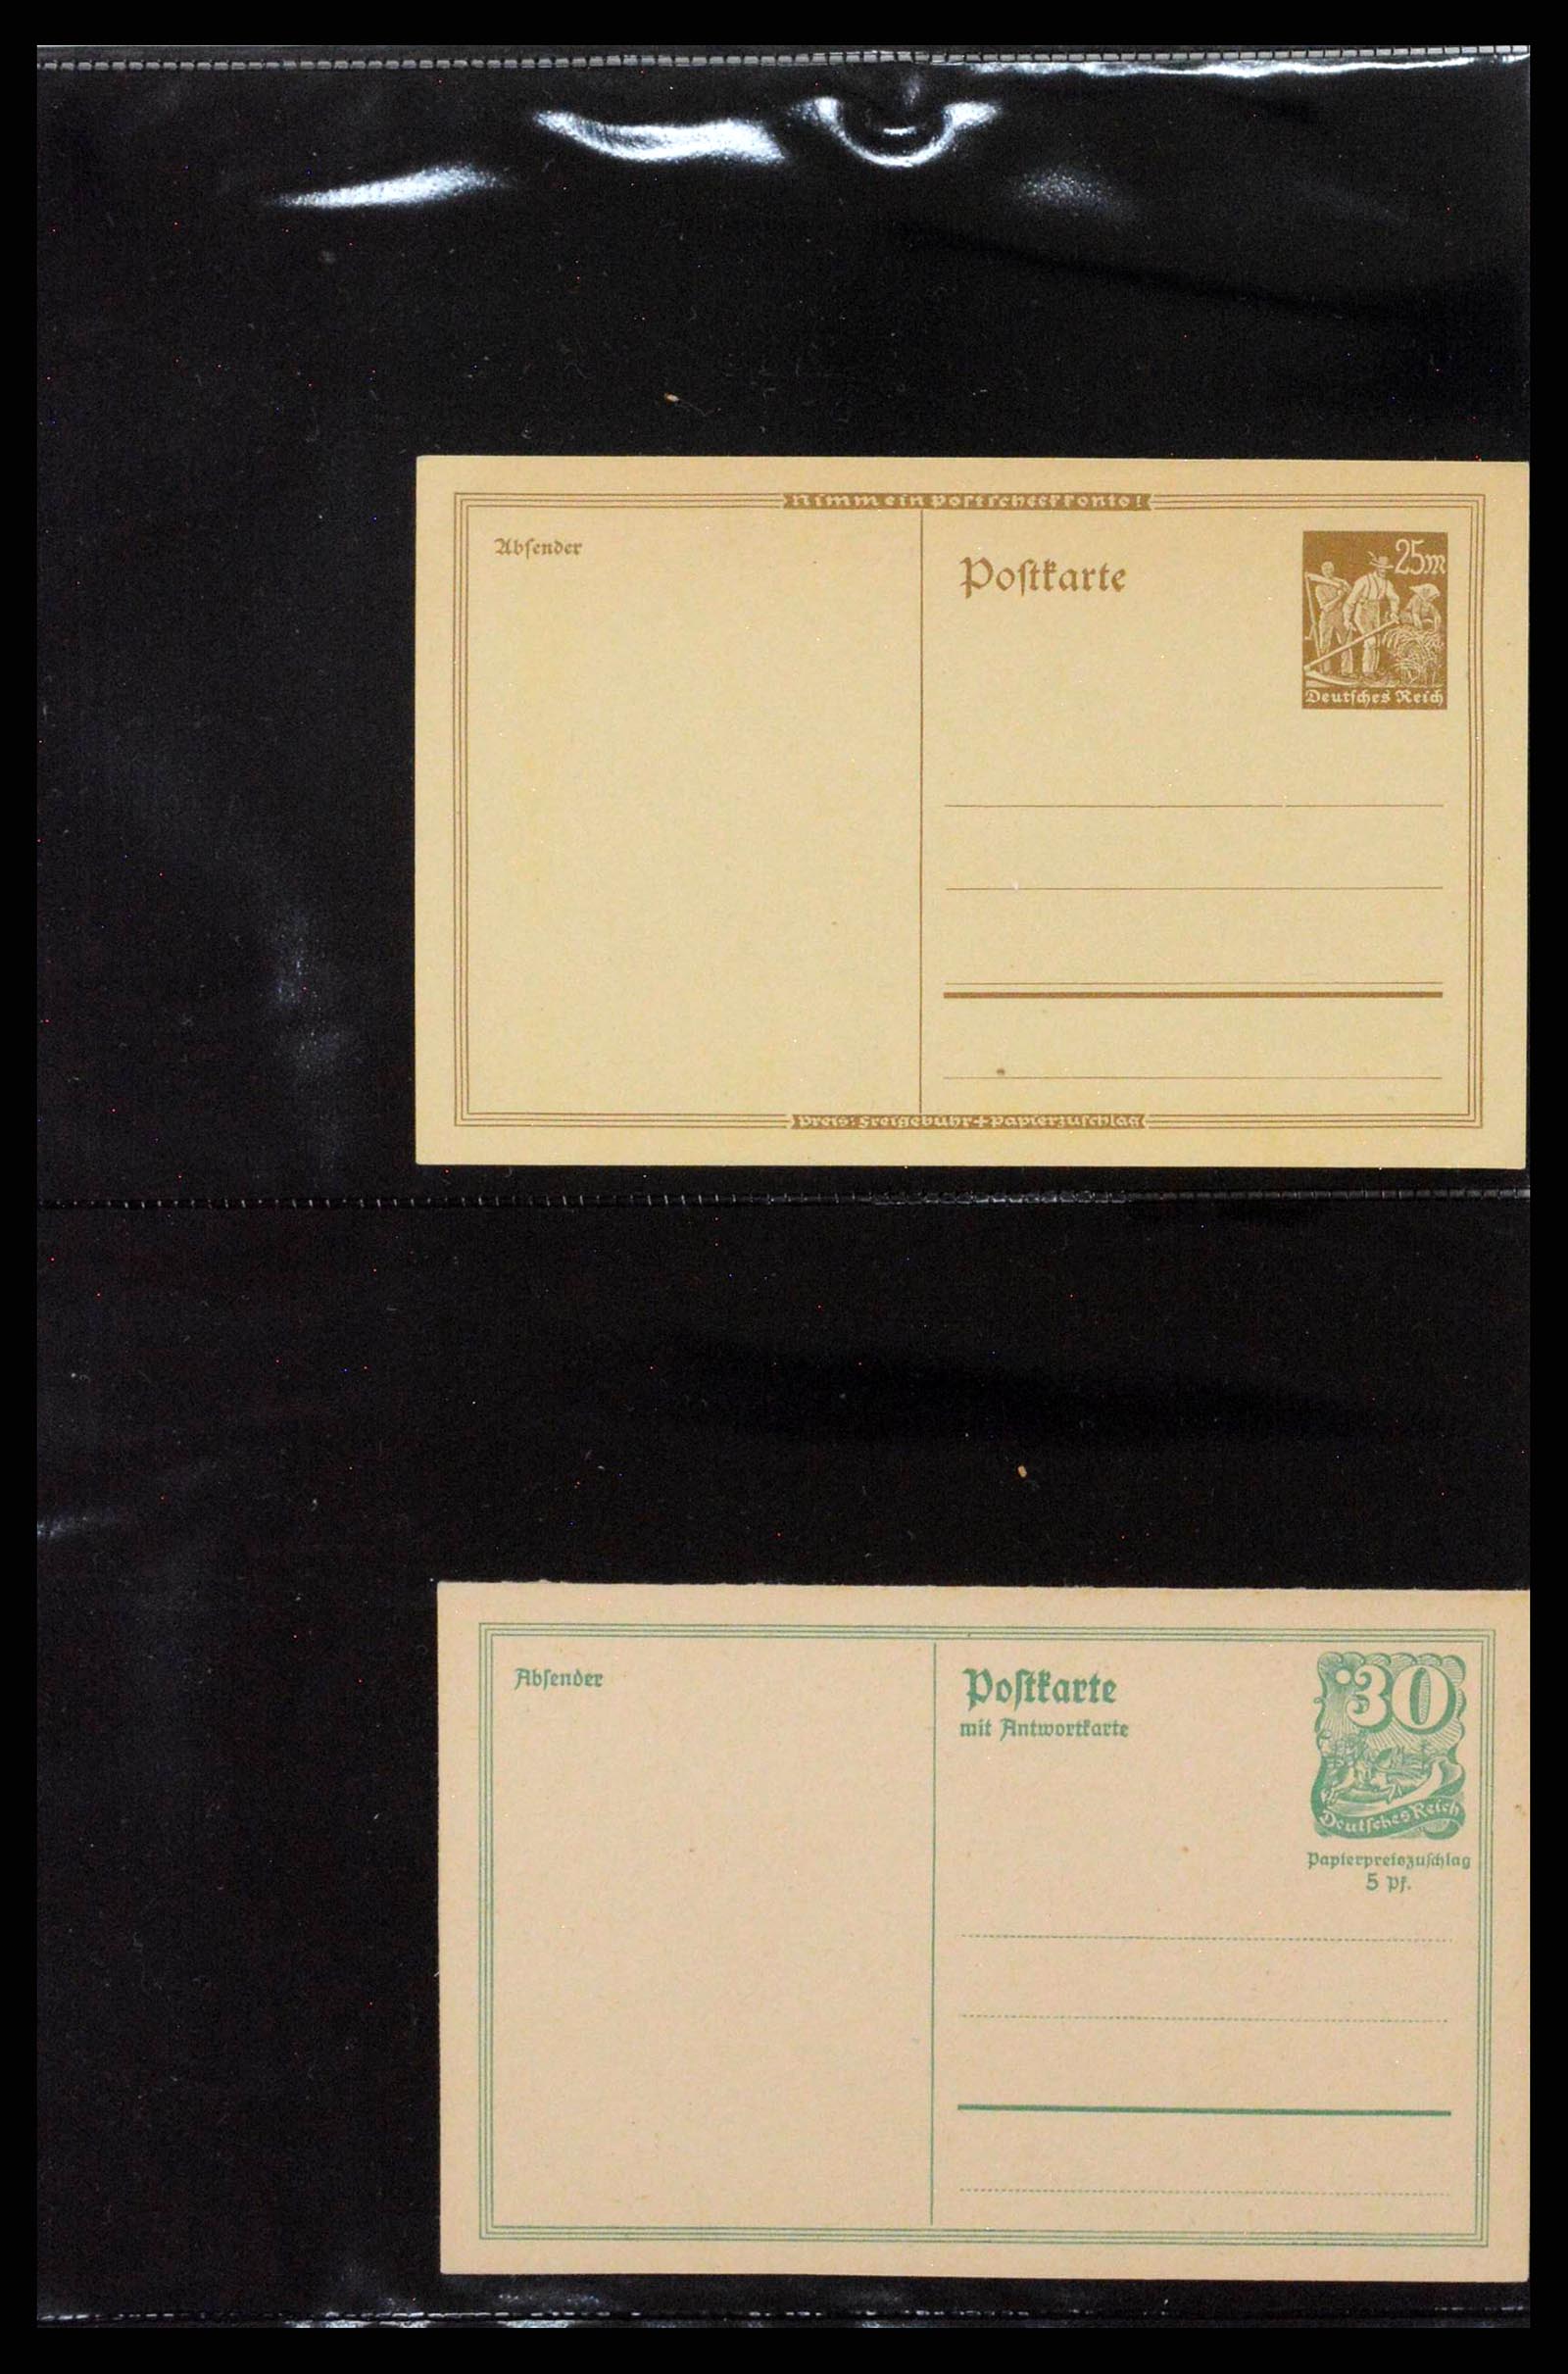 Nimm ein Postscheckkonto!
Absender
Postkarte
25m
Deutsches Reich
Preis: Freigebühr + Papierzuschlag
Absender
Postkarte
mit Antwortkarte
30
Deutsches Reich
Papierpreiszuschlag
5 Pf.